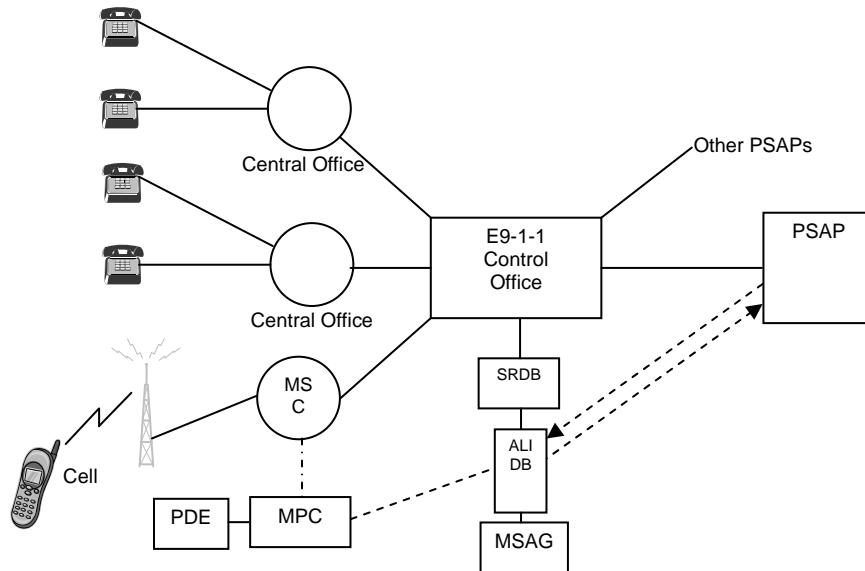 Other PSAPs
Central Office
E9-1-1
Control
Office
PSAP
Central Office
SRDB
MS
C
ALI
DB
Cell
PDE
MPC
MSAG